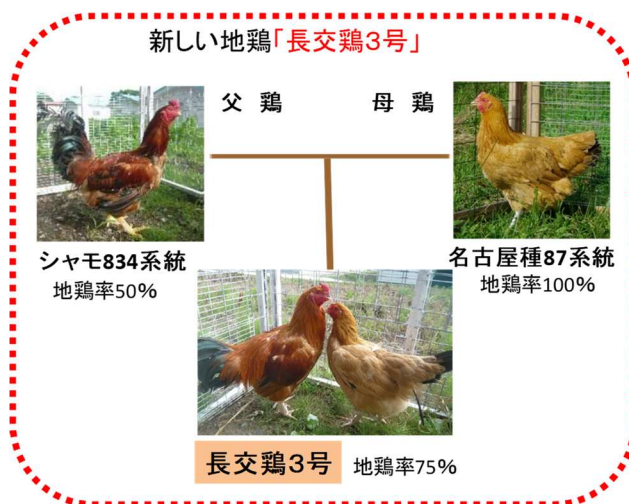 新しい地鶏「長交鶏3号」
父 鶏
母 鶏
シャモ834系統
地鶏率50%
名古屋種87系統
地鶏率100%
長交鶏3号
地鶏率75%